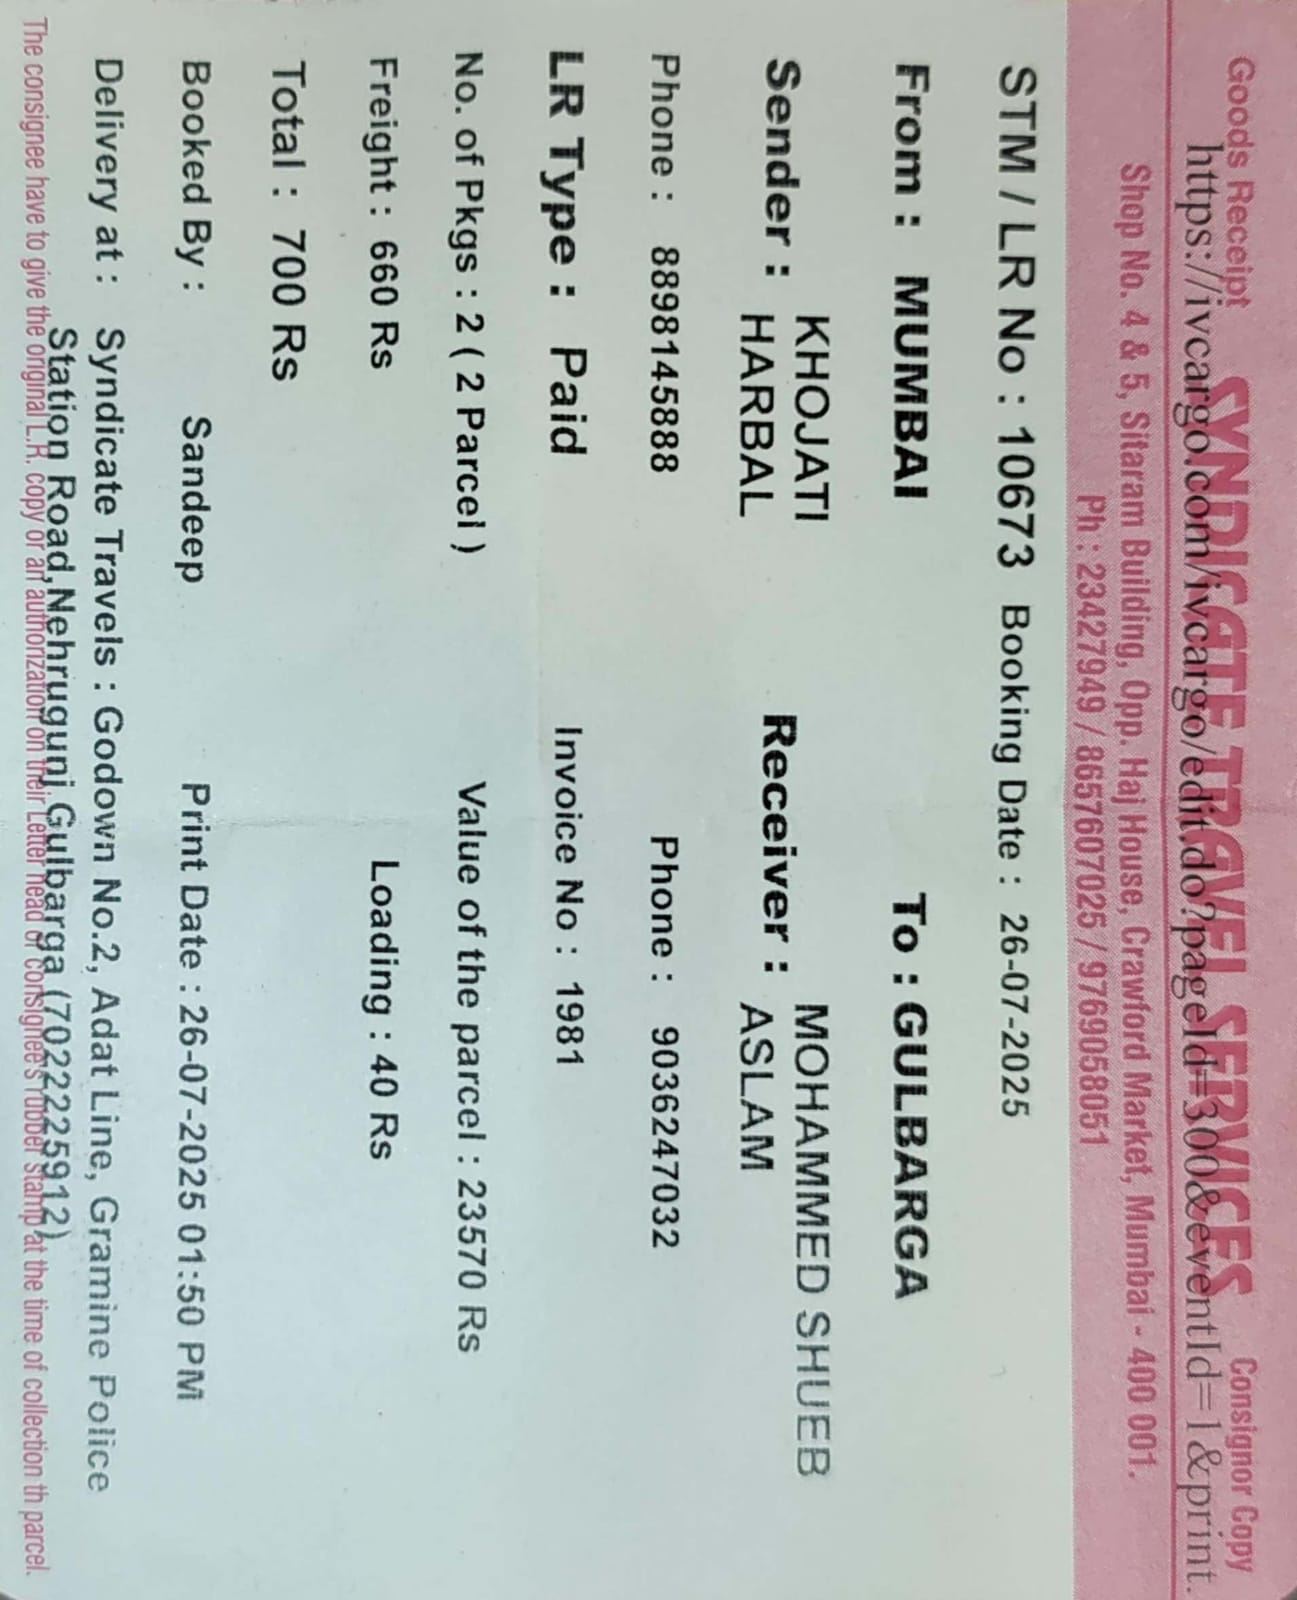 Goods Receipt SYNDICATE TRAVEL SERVICES Consignor Copy
https://ivcargo.com/ivcargo/edit.do?pageId=300&eventId=1&print.
Shop No. 4 & 5, Sitaram Building, Opp. Haj House, Crawford Market, Mumbai - 400 001.
Ph : 23427949 / 8657607025 / 9769058051
STM / LR No : 10673 Booking Date : 26-07-2025
From : MUMBAI To : GULBARGA
Sender : KHOJATI HARBAL Receiver : MOHAMMED SHUEB ASLAM
Phone : 8898145888 Phone : 9036247032
LR Type : Paid Invoice No : 1981
No. of Pkgs : 2 ( 2 Parcel ) Value of the parcel : 23570 Rs
Freight : 660 Rs Loading : 40 Rs
Total : 700 Rs
Booked By : Sandeep Print Date : 26-07-2025 01:50 PM
Delivery at : Syndicate Travels : Godown No.2, Adat Line, Gramine Police
Station Road,Nehrugunj Gulbarga (7022225912)
The consignee have to give the original L.R. copy or an authorization on their Letter head or consignee's rubber stamp at the time of collection th parcel.